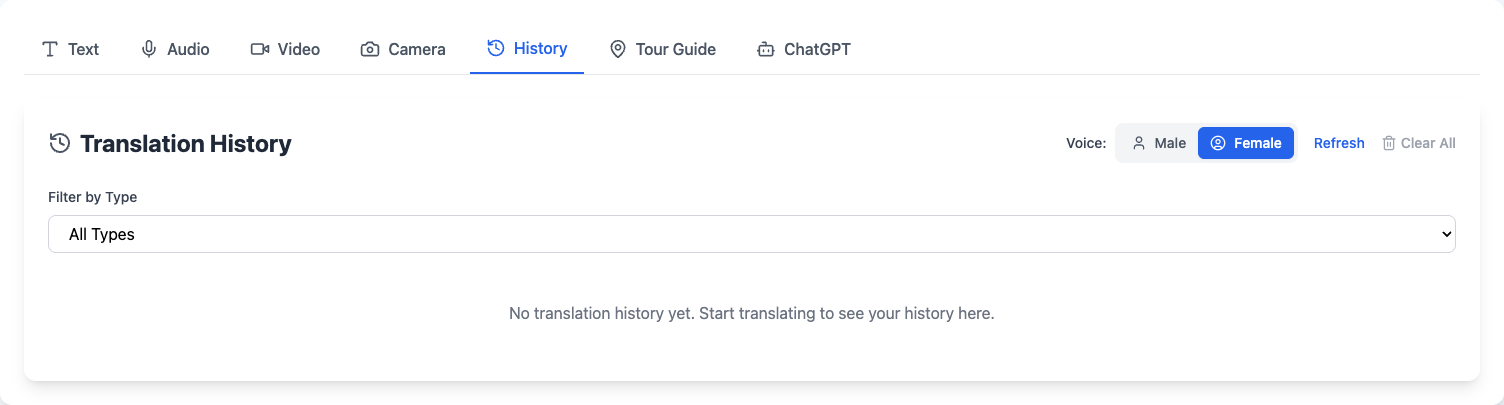 Text Audio Video Camera History Tour Guide ChatGPT
Translation History
Voice: Male Female Refresh Clear All
Filter by Type
All Types
No translation history yet. Start translating to see your history here.